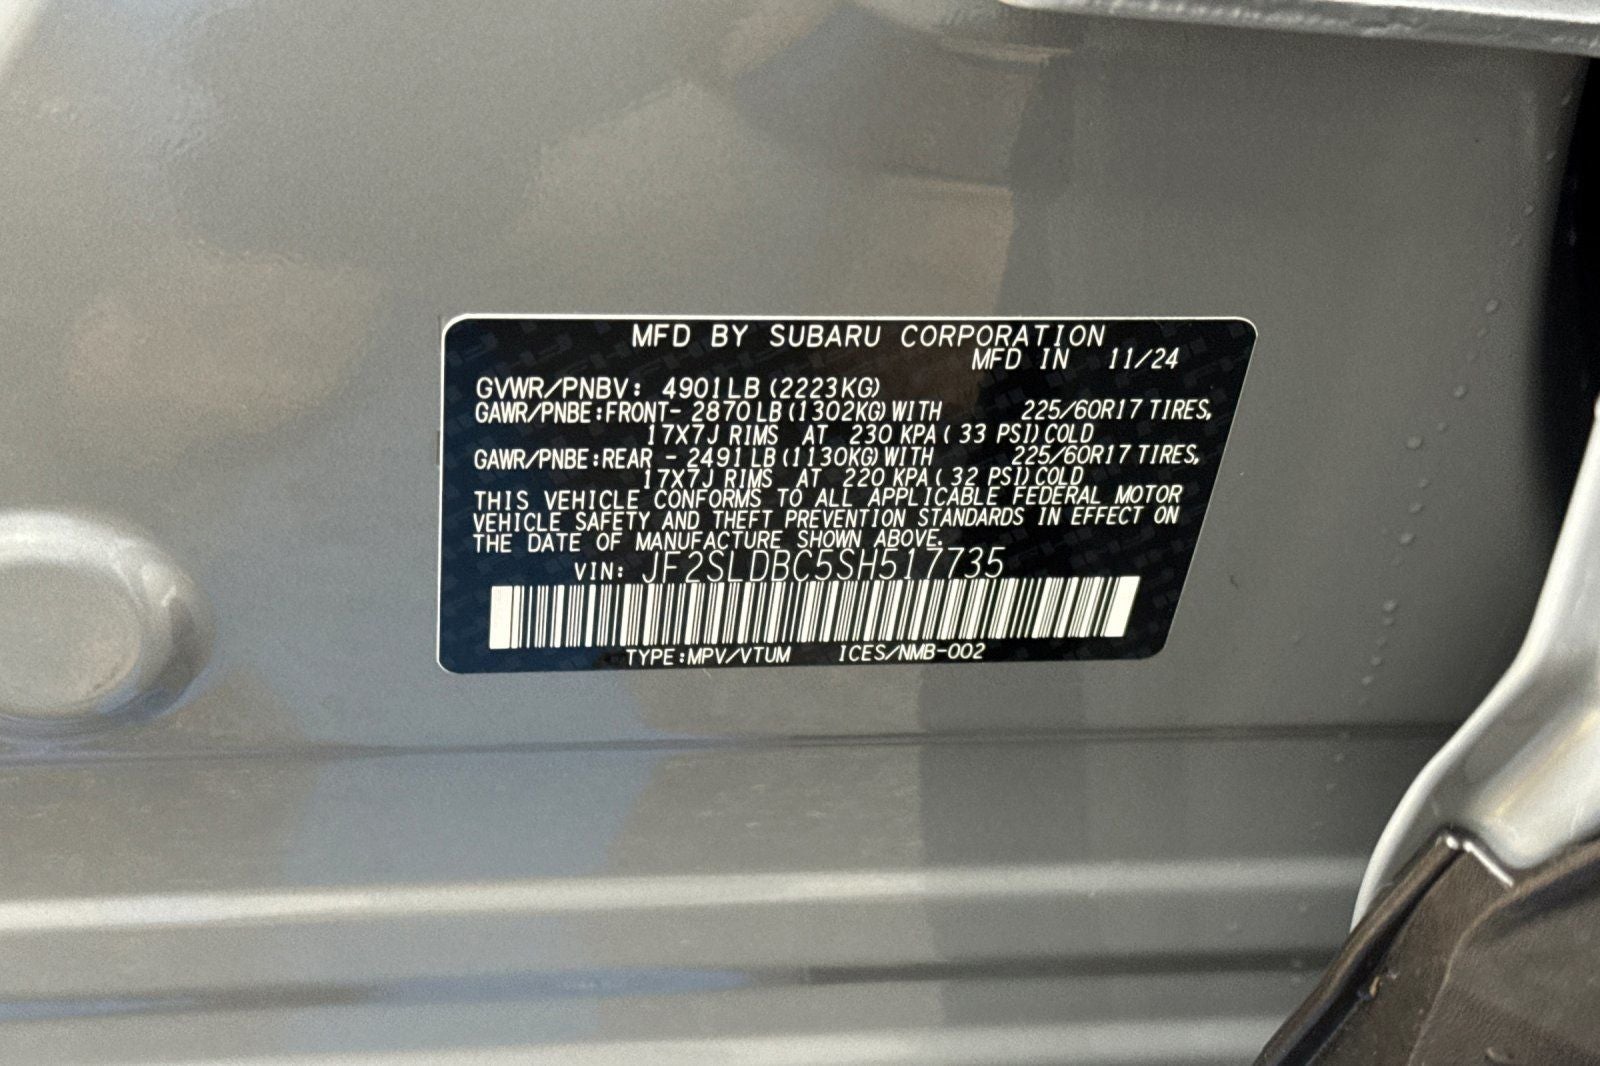 MFD BY SUBARU CORPORATION
MFD IN 11/24
GVWR/PNBV: 4901LB (2223KG)
GAWR/PNBE:FRONT- 2870LB(1302KG)WITH 225/60R17 TIRES,
17X7J RIMS AT 230 KPA( 33 PSI)COLD
GAWR/PNBE:REAR - 2491LB(1130KG)WITH 225/60R17 TIRES,
17X7J RIMS AT 220 KPA( 32 PSI)COLD
THIS VEHICLE CONFORMS TO ALL APPLICABLE FEDERAL MOTOR
VEHICLE SAFETY AND THEFT PREVENTION STANDARDS IN EFFECT ON
THE DATE OF MANUFACTURE SHOWN ABOVE.
VIN: JF2SLDBC5SH517735
TYPE:MPV/VTUM ICES/NMB-002